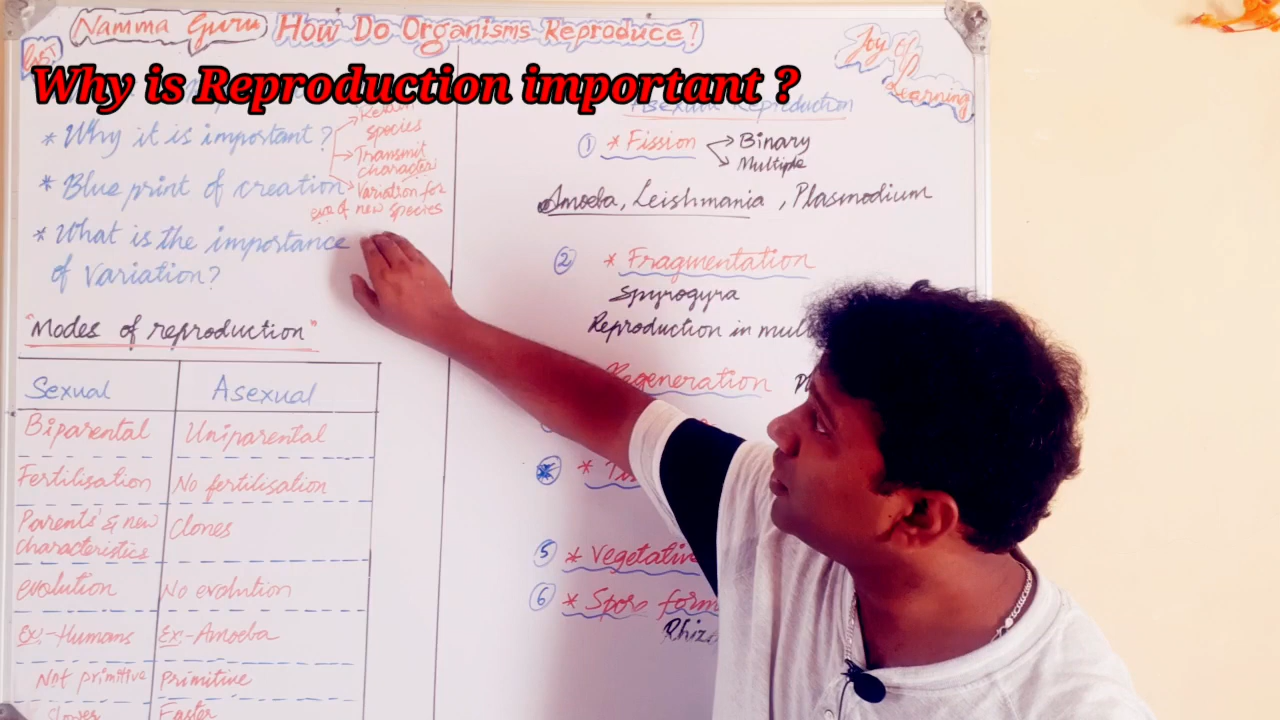 Namma Guru How Do Organisms Reproduce?
Joy of
Learning
Why is Reproduction important ?
* Why it is important?
species
Transmit
character
* Blue print of creation
Variation for
of new species
* What is the importance
of Variation?
"Modes of reproduction"
Sexual Asexual
Biparental Uniparental
Fertilisation No fertilisation
Parents' & new
characteristics Clones
evolution No evolution
Ex:-Humans Ex:-Amoeba
Not primitive Primitive
Slower Faster
Asexual Reproduction
① * Fission Binary
Multiple
Amoeba, Leishmania , Plasmodium
② * Fragmentation
Spyrogyra
Reproduction in mul
Regeneration
5 * Vegetative
6 * Spore form
Rhiz